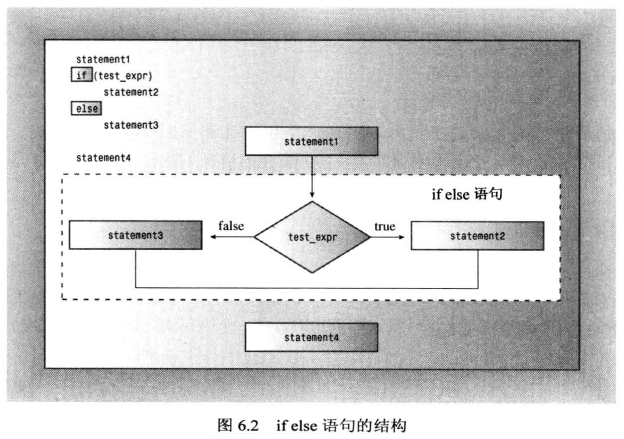 statement1
if (test_expr)
statement2
else
statement3
statement4
statement1
if else 语句
false
test_expr
true
statement3
statement2
statement4
图 6.2 if else 语句的结构